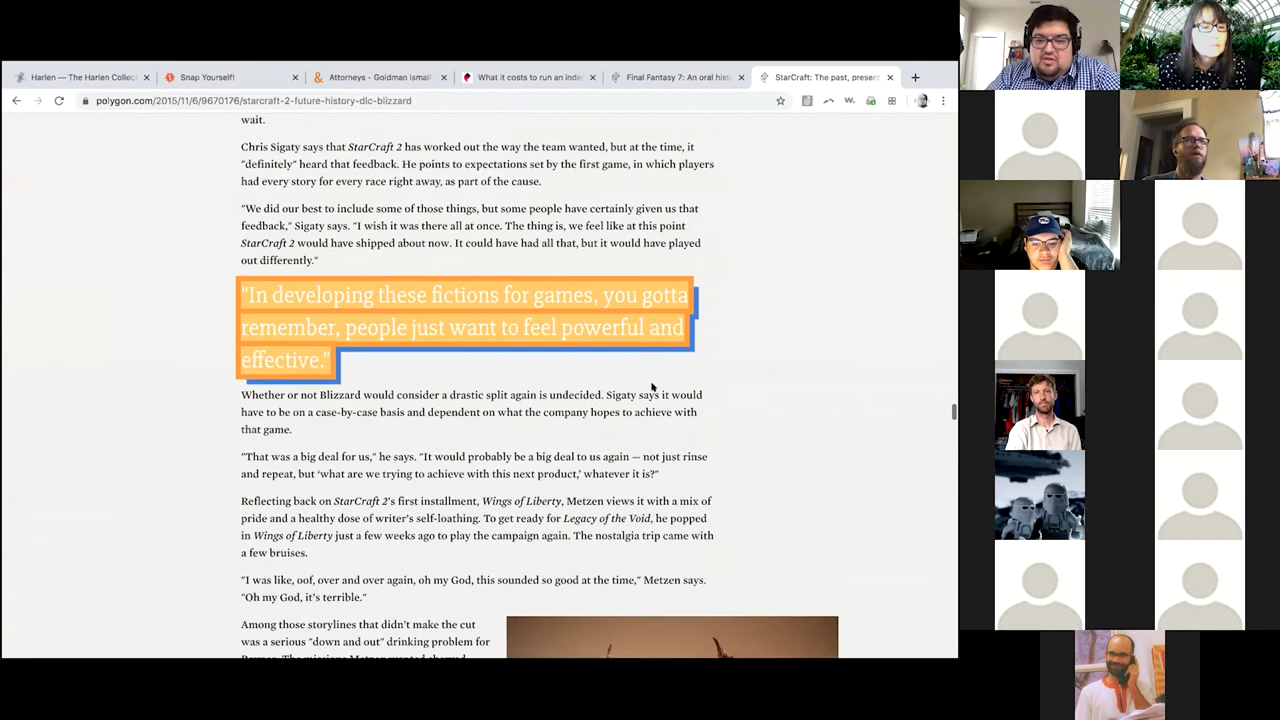 Harlen — The Harlen Collec
Snap Yourself!
Attorneys - Goldman Ismail
What it costs to run an inde
Final Fantasy 7: An oral hist
StarCraft: The past, present
polygon.com/2015/11/6/9670176/starcraft-2-future-history-dlc-blizzard
wait.
Chris Sigaty says that StarCraft 2 has worked out the way the team wanted, but at the time, it
"definitely" heard that feedback. He points to expectations set by the first game, in which players
had every story for every race right away, as part of the cause.
"We did our best to include some of those things, but some people have certainly given us that
feedback," Sigaty says. "I wish it was there all at once. The thing is, we feel like at this point
StarCraft 2 would have shipped about now. It could have had all that, but it would have played
out differently."
"In developing these fictions for games, you gotta
remember, people just want to feel powerful and
effective."
Whether or not Blizzard would consider a drastic split again is undecided. Sigaty says it would
have to be on a case-by-case basis and dependent on what the company hopes to achieve with
that game.
"That was a big deal for us," he says. "It would probably be a big deal to us again — not just rinse
and repeat, but ‘what are we trying to achieve with this next product,’ whatever it is?"
Reflecting back on StarCraft 2's first installment, Wings of Liberty, Metzen views it with a mix of
pride and a healthy dose of writer's self-loathing. To get ready for Legacy of the Void, he popped
in Wings of Liberty just a few weeks ago to play the campaign again. The nostalgia trip came with
a few bruises.
"I was like, oof, over and over again, oh my God, this sounded so good at the time," Metzen says.
"Oh my God, it's terrible."
Among those storylines that didn't make the cut
was a serious "down and out" drinking problem for